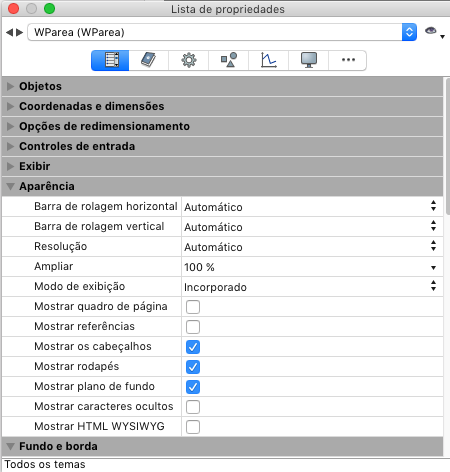 Lista de propriedades
WParea (WParea)
Objetos
Coordenadas e dimensões
Opções de redimensionamento
Controles de entrada
Exibir
Aparência
Barra de rolagem horizontal Automático
Barra de rolagem vertical Automático
Resolução Automático
Ampliar 100 %
Modo de exibição Incorporado
Mostrar quadro de página
Mostrar referências
Mostrar os cabeçalhos
Mostrar rodapés
Mostrar plano de fundo
Mostrar caracteres ocultos
Mostrar HTML WYSIWYG
Fundo e borda
Todos os temas